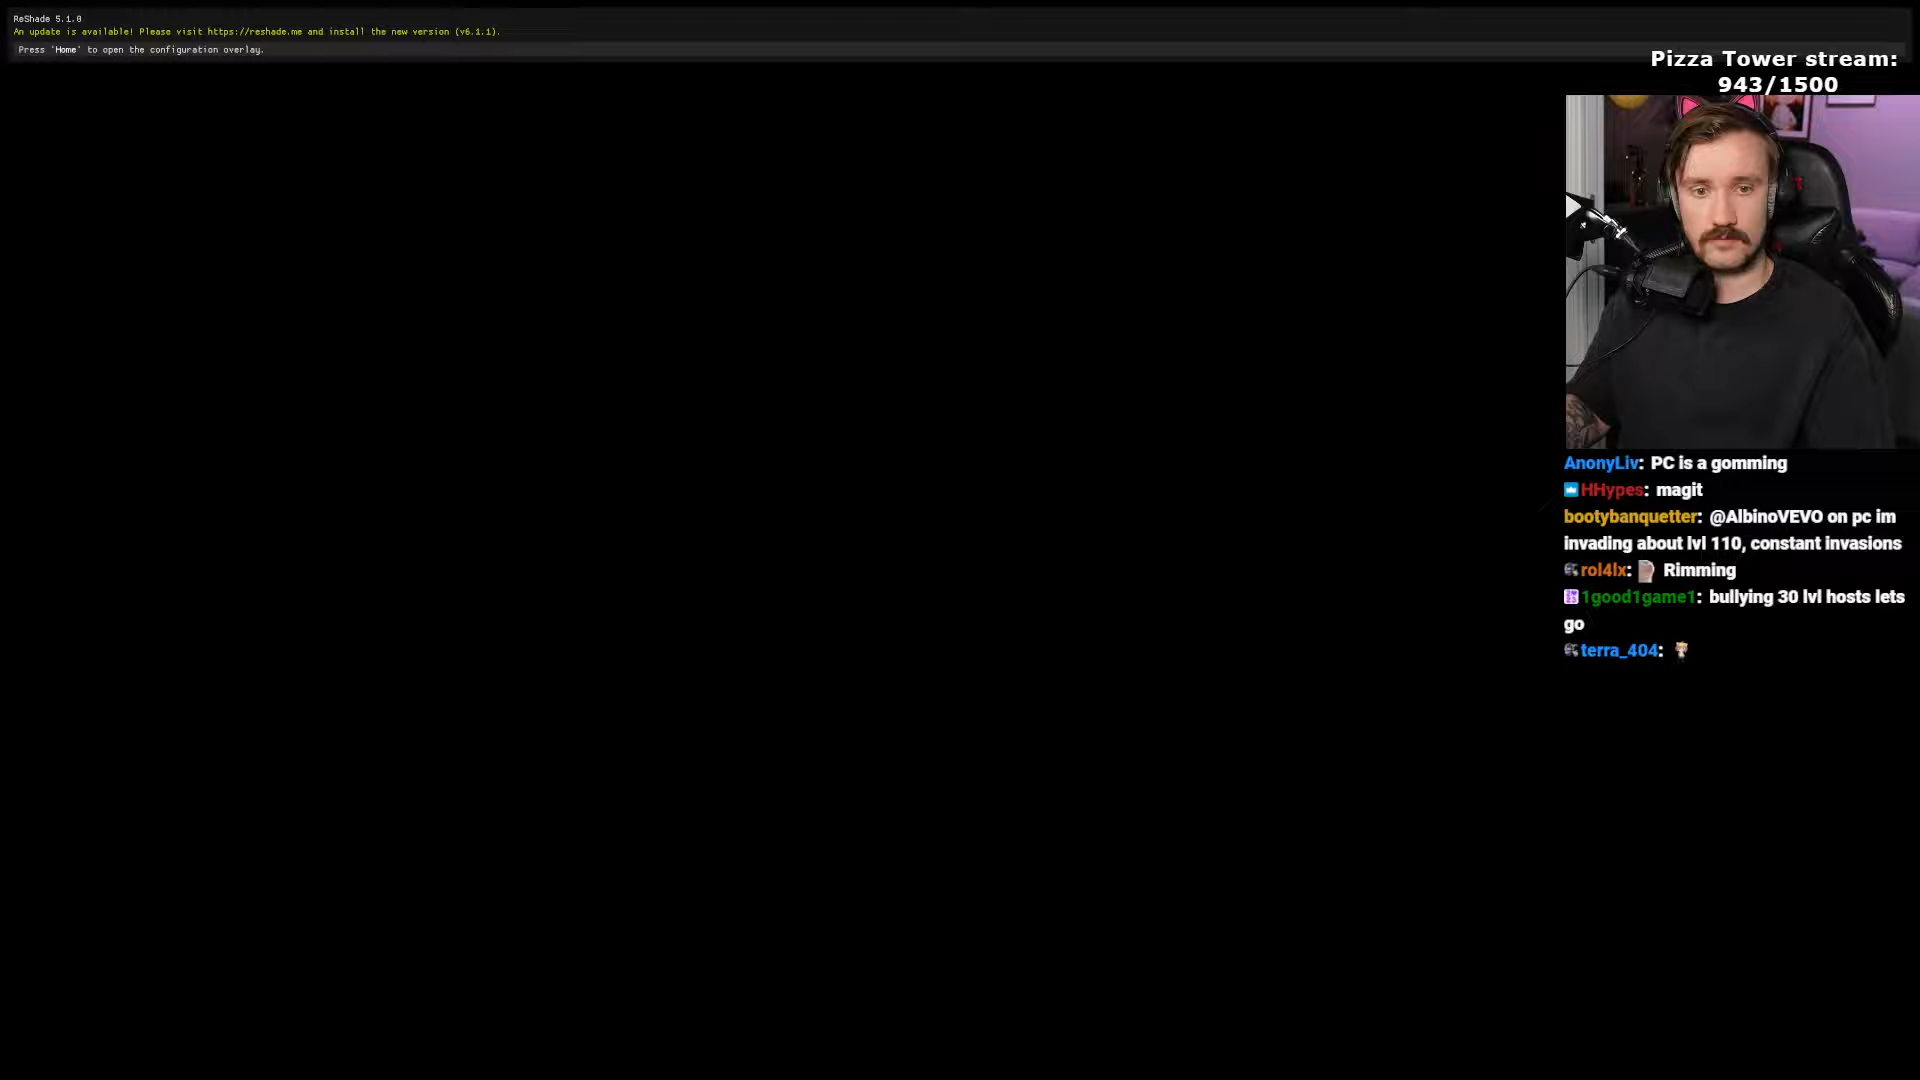 ReShade 5.1.0
An update is available! Please visit https://reshade.me and install the new version (v6.1.1).
Press 'Home' to open the configuration overlay.
Pizza Tower stream:
943/1500
AnonyLiv: PC is a gomming
HHypes: magit
bootybanquetter: @AlbinoVEVO on pc im
invading about lvl 110, constant invasions
rol4lx: Rimming
1good1game1: bullying 30 lvl hosts lets
go
terra_404: